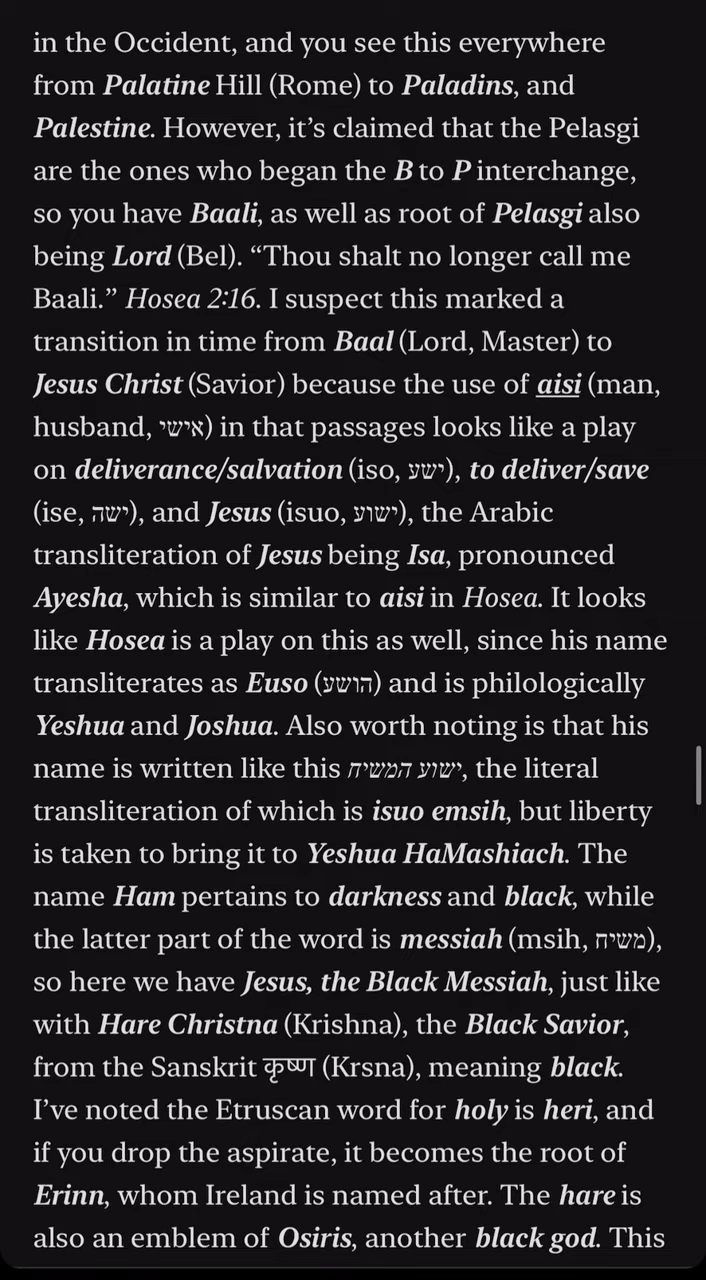 in the Occident, and you see this everywhere
from Palatine Hill (Rome) to Paladins, and
Palestine. However, it’s claimed that the Pelasgi
are the ones who began the B to P interchange,
so you have Baali, as well as root of Pelasgi also
being Lord (Bel). “Thou shalt no longer call me
Baali.” Hosea 2:16. I suspect this marked a
transition in time from Baal (Lord, Master) to
Jesus Christ (Savior) because the use of aisi (man,
husband, אישי) in that passages looks like a play
on deliverance/salvation (iso, ישע), to deliver/save
(ise, ישה), and Jesus (isuo, ישוע), the Arabic
transliteration of Jesus being Isa, pronounced
Ayesha, which is similar to aisi in Hosea. It looks
like Hosea is a play on this as well, since his name
transliterates as Euso (הושע) and is philologically
Yeshua and Joshua. Also worth noting is that his
name is written like this ישוע המשיח, the literal
transliteration of which is isuo emsih, but liberty
is taken to bring it to Yeshua HaMashiach. The
name Ham pertains to darkness and black, while
the latter part of the word is messiah (msih, משיח),
so here we have Jesus, the Black Messiah, just like
with Hare Christna (Krishna), the Black Savior,
from the Sanskrit कृष्ण (Krsna), meaning black.
I’ve noted the Etruscan word for holy is heri, and
if you drop the aspirate, it becomes the root of
Erinn, whom Ireland is named after. The hare is
also an emblem of Osiris, another black god. This